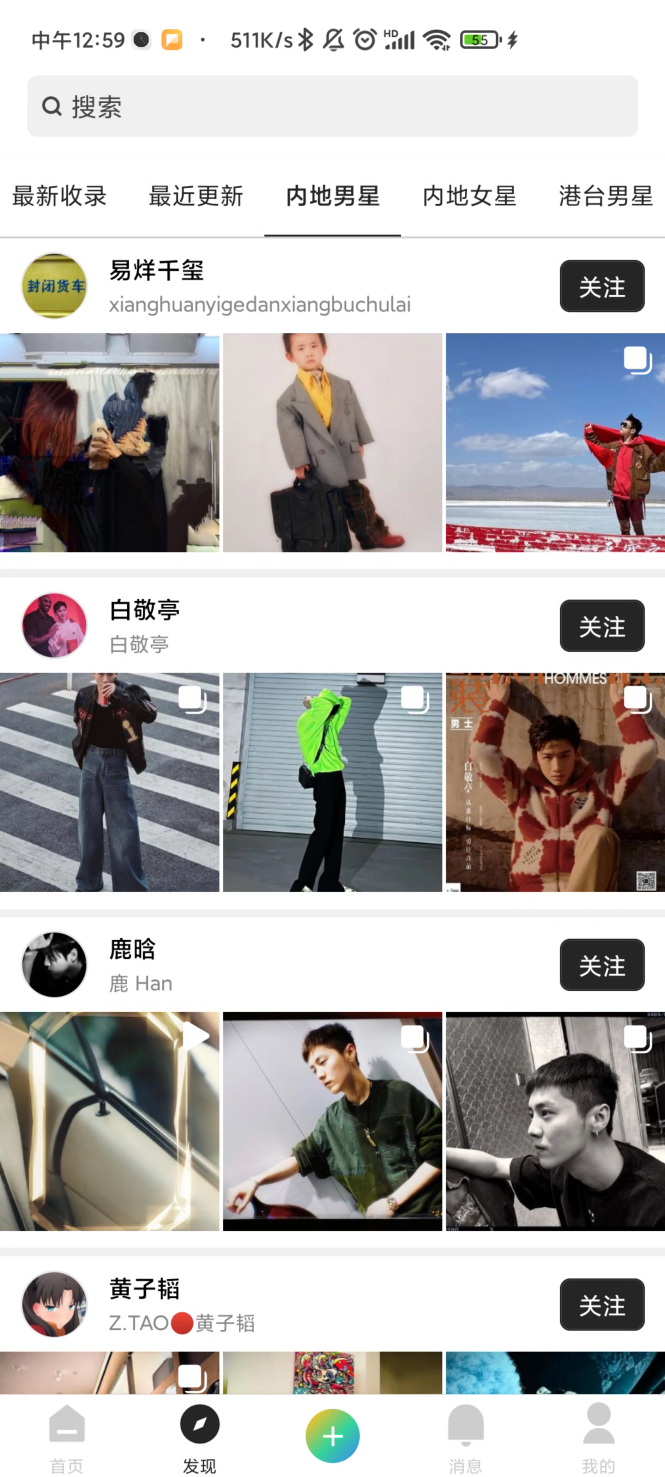 中午12:59 · 511K/s HD 55
搜索
最新收录 最近更新 内地男星 内地女星 港台男星
封闭货车
易烊千玺
xianghuanyigedanxiangbuchulai
关注
白敬亭
白敬亭
关注
HOMMES
男士
白敬亭
鹿晗
鹿 Han
关注
黄子韬
Z.TAO🔴黄子韬
关注
首页 发现 消息 我的